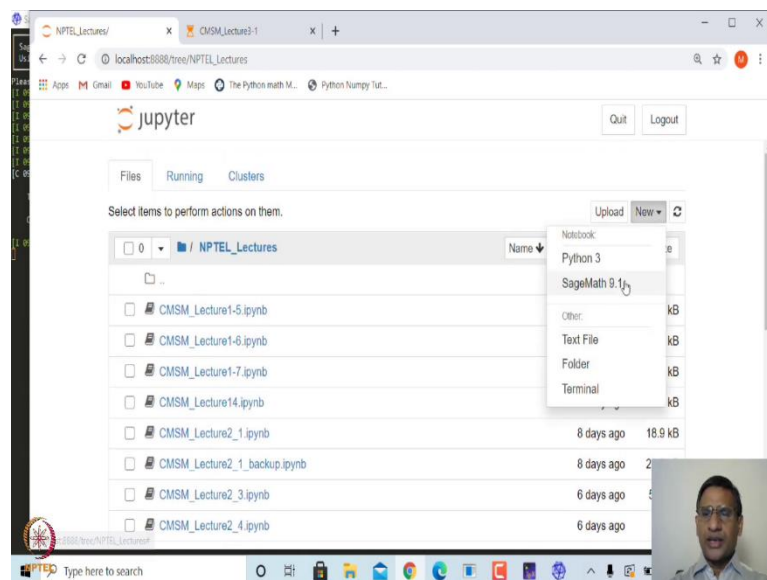 NPTEL_Lectures/
CMSM_Lecture3-1
localhost:8888/tree/NPTEL_Lectures
Apps
Gmail
YouTube
Maps
The Python math M...
Python Numpy Tut...
jupyter
Quit
Logout
Files
Running
Clusters
Select items to perform actions on them.
Upload
New
0
/ NPTEL_Lectures
Name
Notebook:
Python 3
SageMath 9.1
Other:
Text File
Folder
Terminal
..
CMSM_Lecture1-5.ipynb
kB
CMSM_Lecture1-6.ipynb
kB
CMSM_Lecture1-7.ipynb
kB
CMSM_Lecture14.ipynb
kB
CMSM_Lecture2_1.ipynb
8 days ago
18.9 kB
CMSM_Lecture2_1_backup.ipynb
8 days ago
2
CMSM_Lecture2_3.ipynb
6 days ago
CMSM_Lecture2_4.ipynb
6 days ago
NPTEL
Type here to search